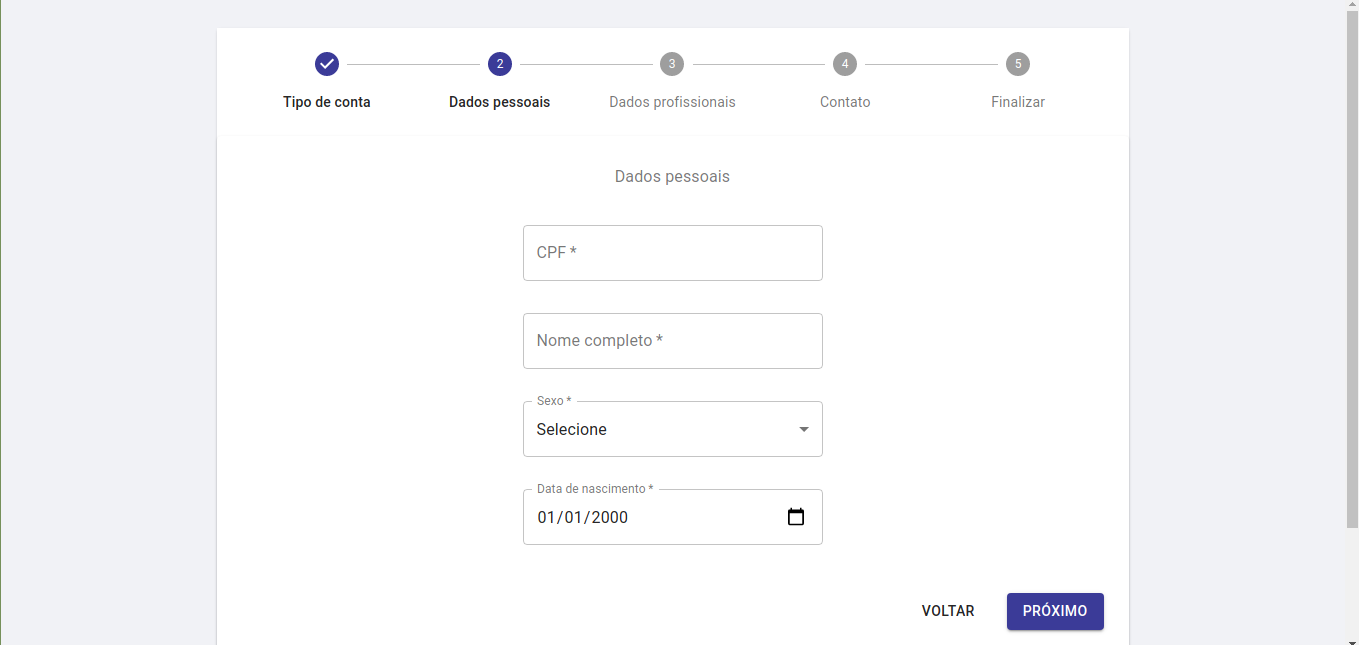 2 3 4 5
Tipo de conta Dados pessoais Dados profissionais Contato Finalizar
Dados pessoais
CPF *
Nome completo *
Sexo *
Selecione
Data de nascimento *
01/01/2000
VOLTAR PRÓXIMO